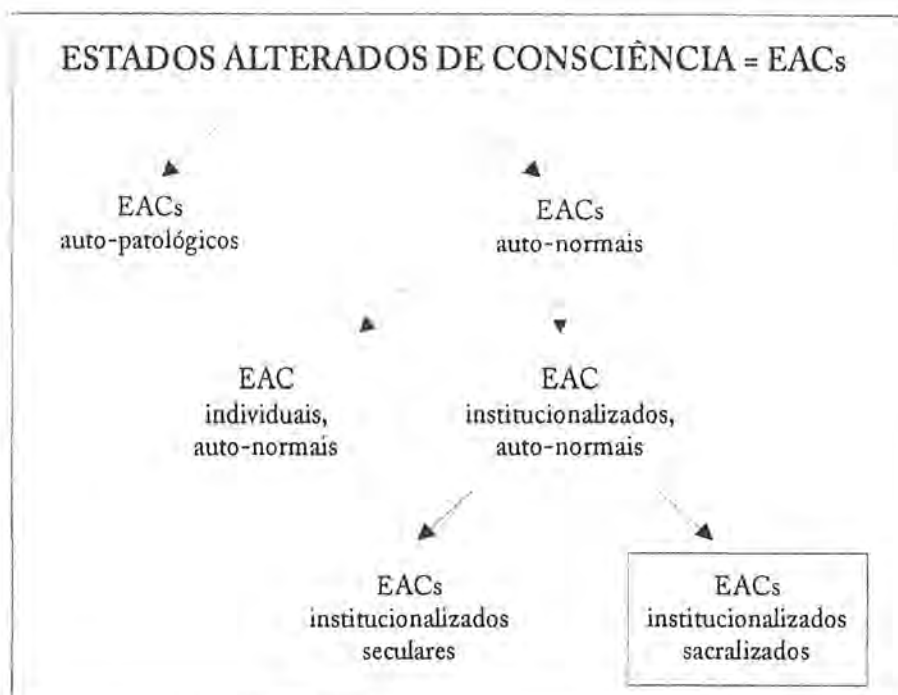 ESTADOS ALTERADOS DE CONSCIÊNCIA = EACs
EACs
auto-patológicos
EACs
auto-normais
EAC
individuais,
auto-normais
EAC
institucionalizados,
auto-normais
EACs
institucionalizados
seculares
EACs
institucionalizados
sacralizados